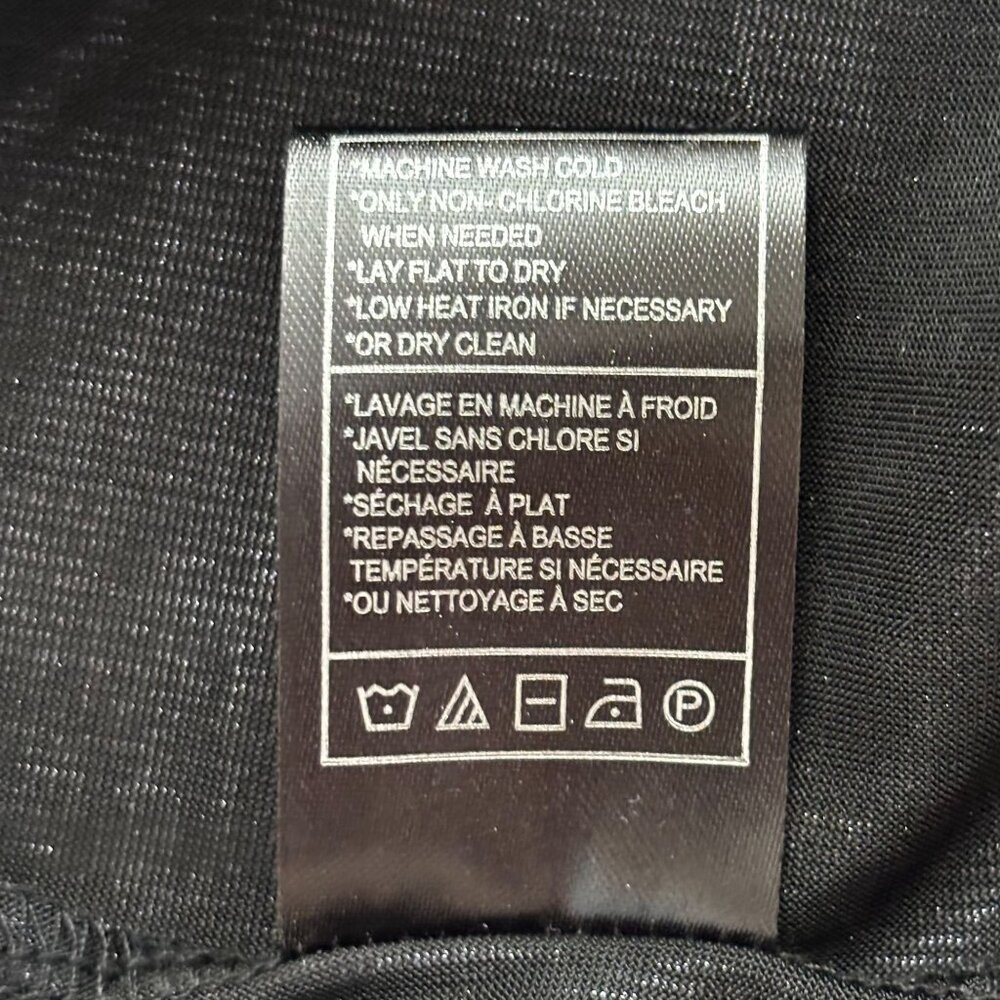 *MACHINE WASH COLD
*ONLY NON-CHLORINE BLEACH
WHEN NEEDED
*LAY FLAT TO DRY
*LOW HEAT IRON IF NECESSARY
*OR DRY CLEAN
*LAVAGE EN MACHINE À FROID
*JAVEL SANS CHLORE SI
NÉCESSAIRE
*SÉCHAGE À PLAT
*REPASSAGE À BASSE
TEMPÉRATURE SI NÉCESSAIRE
*OU NETTOYAGE À SEC
P